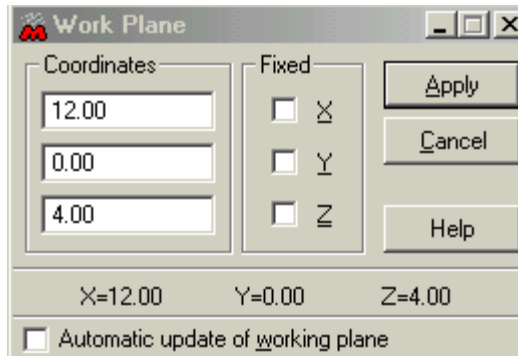 Work Plane
Coordinates
12.00
0.00
4.00
Fixed
X
Y
Z
Apply
Cancel
Help
X=12.00 Y=0.00 Z=4.00
Automatic update of working plane